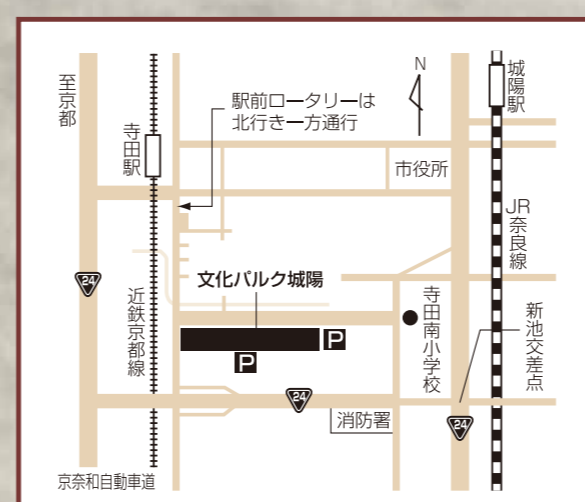 至京都
寺田駅
駅前ロータリーは
北行き一方通行
N
城陽駅
市役所
JR奈良線
24
文化パルク城陽
近鉄京都線
P
P
寺田南小学校
新池交差点
24
24
消防署
京奈和自動車道